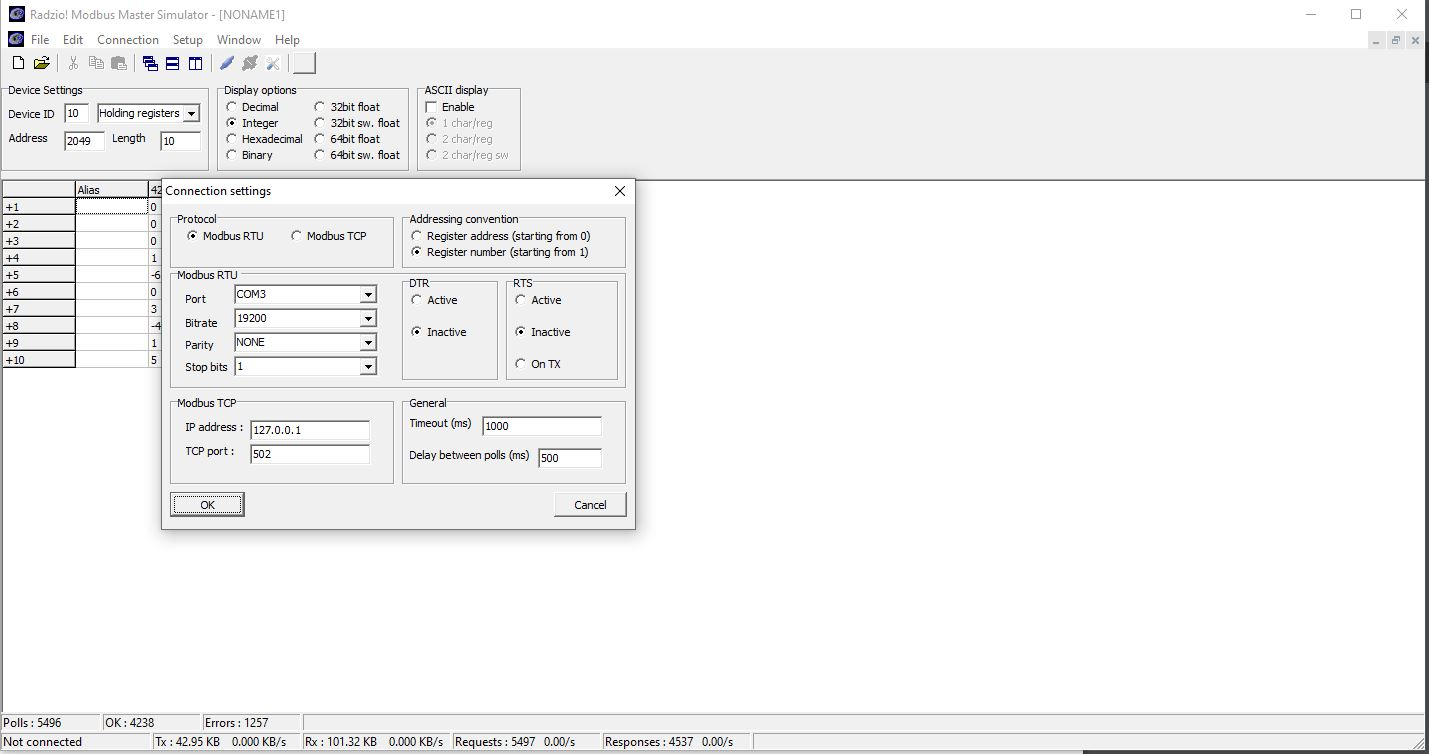 Radzio! Modbus Master Simulator - [NONAME1]
File Edit Connection Setup Window Help
Device Settings
Device ID 10 Holding registers
Address 2049 Length 10
Display options
Decimal 32bit float
Integer 32bit sw. float
Hexadecimal 64bit float
Binary 64bit sw. float
ASCII display
Enable
1 char/reg
2 char/reg
2 char/reg sw
Alias 42
+1 0
+2 0
+3 0
+4 1
+5 -6
+6 0
+7 3
+8 -4
+9 1
+10 5
Connection settings
Protocol
Modbus RTU Modbus TCP
Addressing convention
Register address (starting from 0)
Register number (starting from 1)
Modbus RTU
Port COM3
Bitrate 19200
Parity NONE
Stop bits 1
DTR
Active
Inactive
RTS
Active
Inactive
On TX
Modbus TCP
IP address : 127.0.0.1
TCP port : 502
General
Timeout (ms) 1000
Delay between polls (ms) 500
OK Cancel
Polls : 5496 OK : 4238 Errors : 1257
Not connected Tx : 42.95 KB 0.000 KB/s Rx : 101.32 KB 0.000 KB/s Requests : 5497 0.00/s Responses : 4537 0.00/s